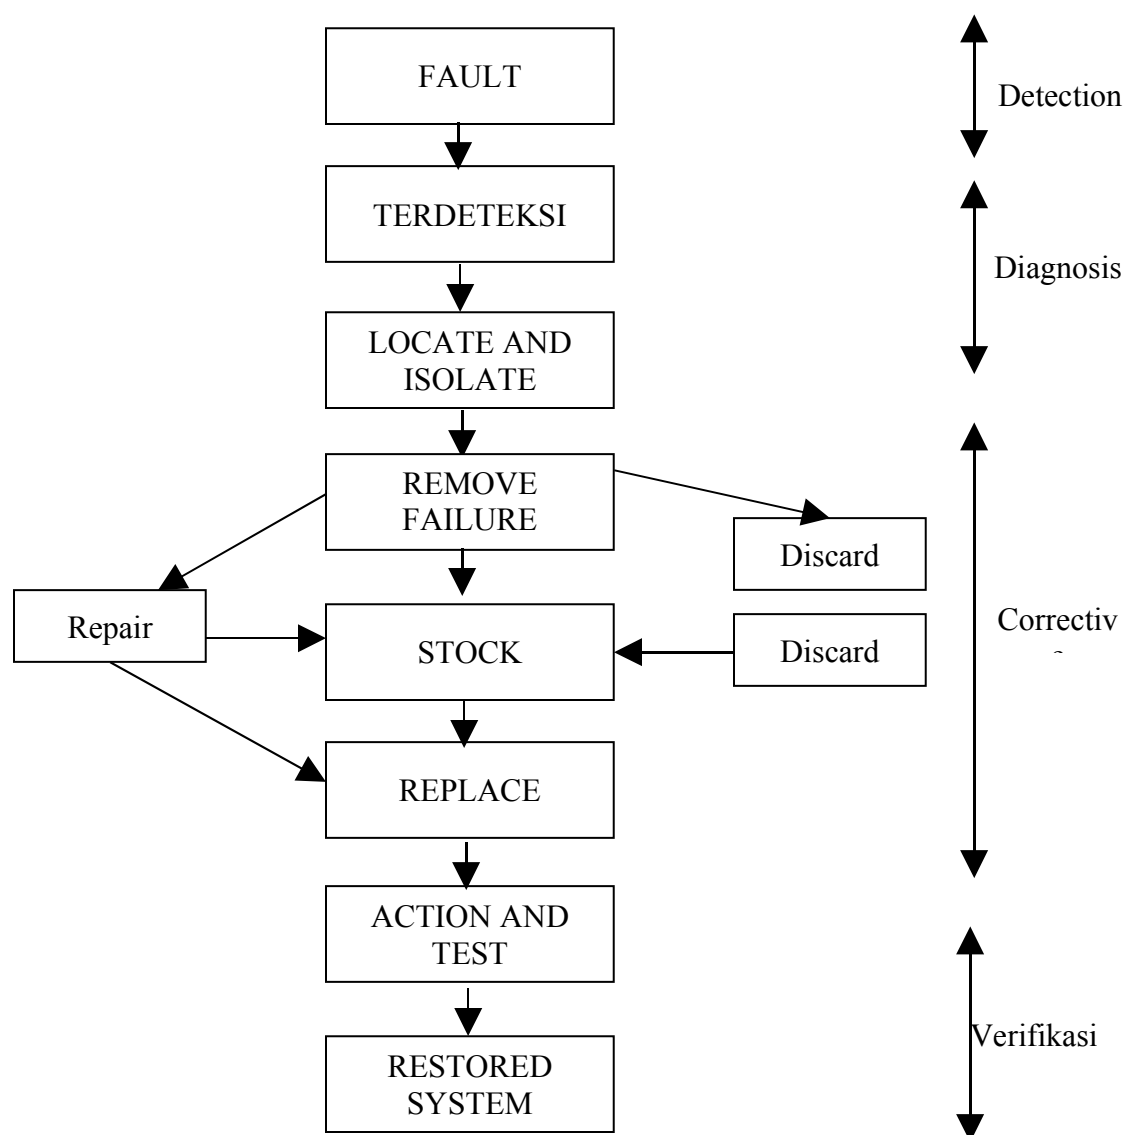 FAULT
Detection
TERDETEKSI
Diagnosis
LOCATE AND
ISOLATE
REMOVE
FAILURE
Discard
Repair
STOCK
Discard
Correctiv
REPLACE
ACTION AND
TEST
Verifikasi
RESTORED
SYSTEM